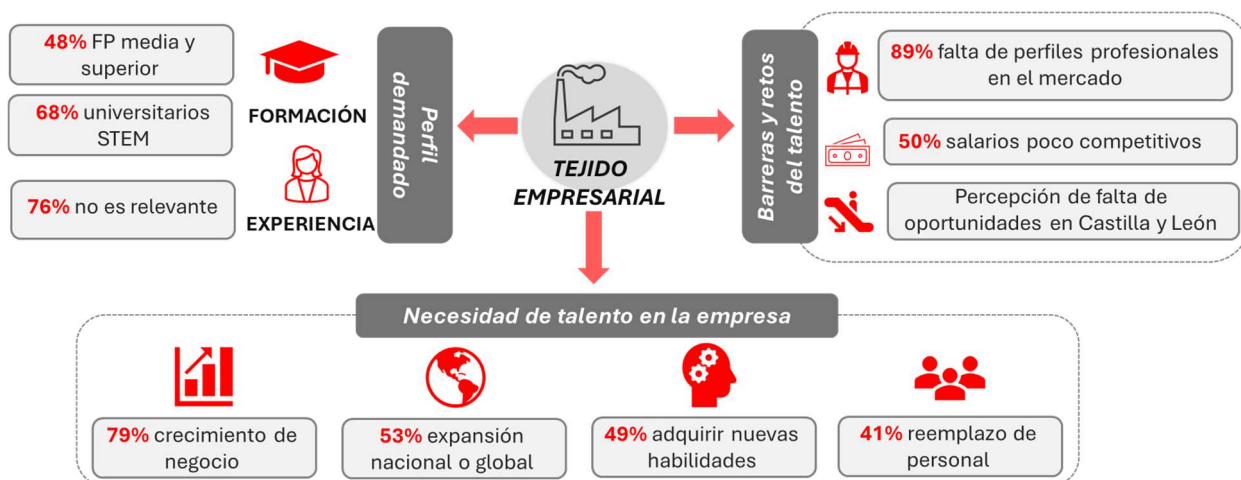 48% FP media y
superior
68% universitarios
STEM
FORMACIÓN
76% no es relevante
EXPERIENCIA
Perfil
demandado
TEJIDO
EMPRESARIAL
Barreras y retos
del talento
89% falta de perfiles profesionales
en el mercado
50% salarios poco competitivos
Percepción de falta de
oportunidades en Castilla y León
Necesidad de talento en la empresa
79% crecimiento de
negocio
53% expansión
nacional o global
49% adquirir nuevas
habilidades
41% reemplazo de
personal